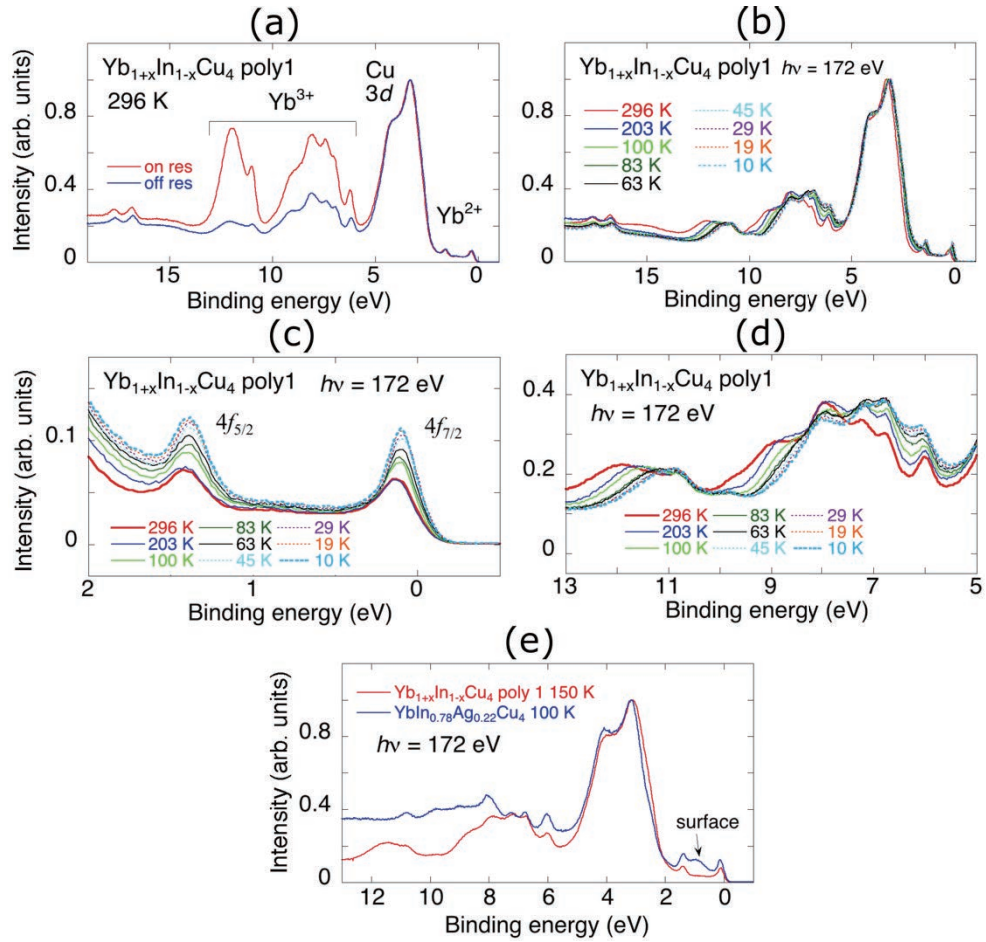 (a)
Yb1+xIn1-xCu4 poly1
296 K
Yb3+
Cu
3d
Yb2+
on res
off res
0.8
0.4
0
15
10
5
0
Intensity (arb. units)
Binding energy (eV)
(b)
Yb1+xIn1-xCu4 poly1 hν = 172 eV
296 K
203 K
100 K
83 K
63 K
45 K
29 K
19 K
10 K
0.8
0.4
0
15
10
5
0
Binding energy (eV)
(c)
Yb1+xIn1-xCu4 poly1
hν = 172 eV
4f5/2
4f7/2
0.1
0
296 K
83 K
29 K
203 K
63 K
19 K
100 K
45 K
10 K
2
1
0
Intensity (arb. units)
Binding energy (eV)
(d)
Yb1+xIn1-xCu4 poly1
hν = 172 eV
0.4
0.2
0
296 K
83 K
29 K
203 K
63 K
19 K
100 K
45 K
10 K
13
11
9
7
5
Binding energy (eV)
(e)
Yb1+xIn1-xCu4 poly 1 150 K
YbIn0.78Ag0.22Cu4 100 K
hν = 172 eV
surface
0.8
0.4
0
12
10
8
6
4
2
0
Intensity (arb. units)
Binding energy (eV)